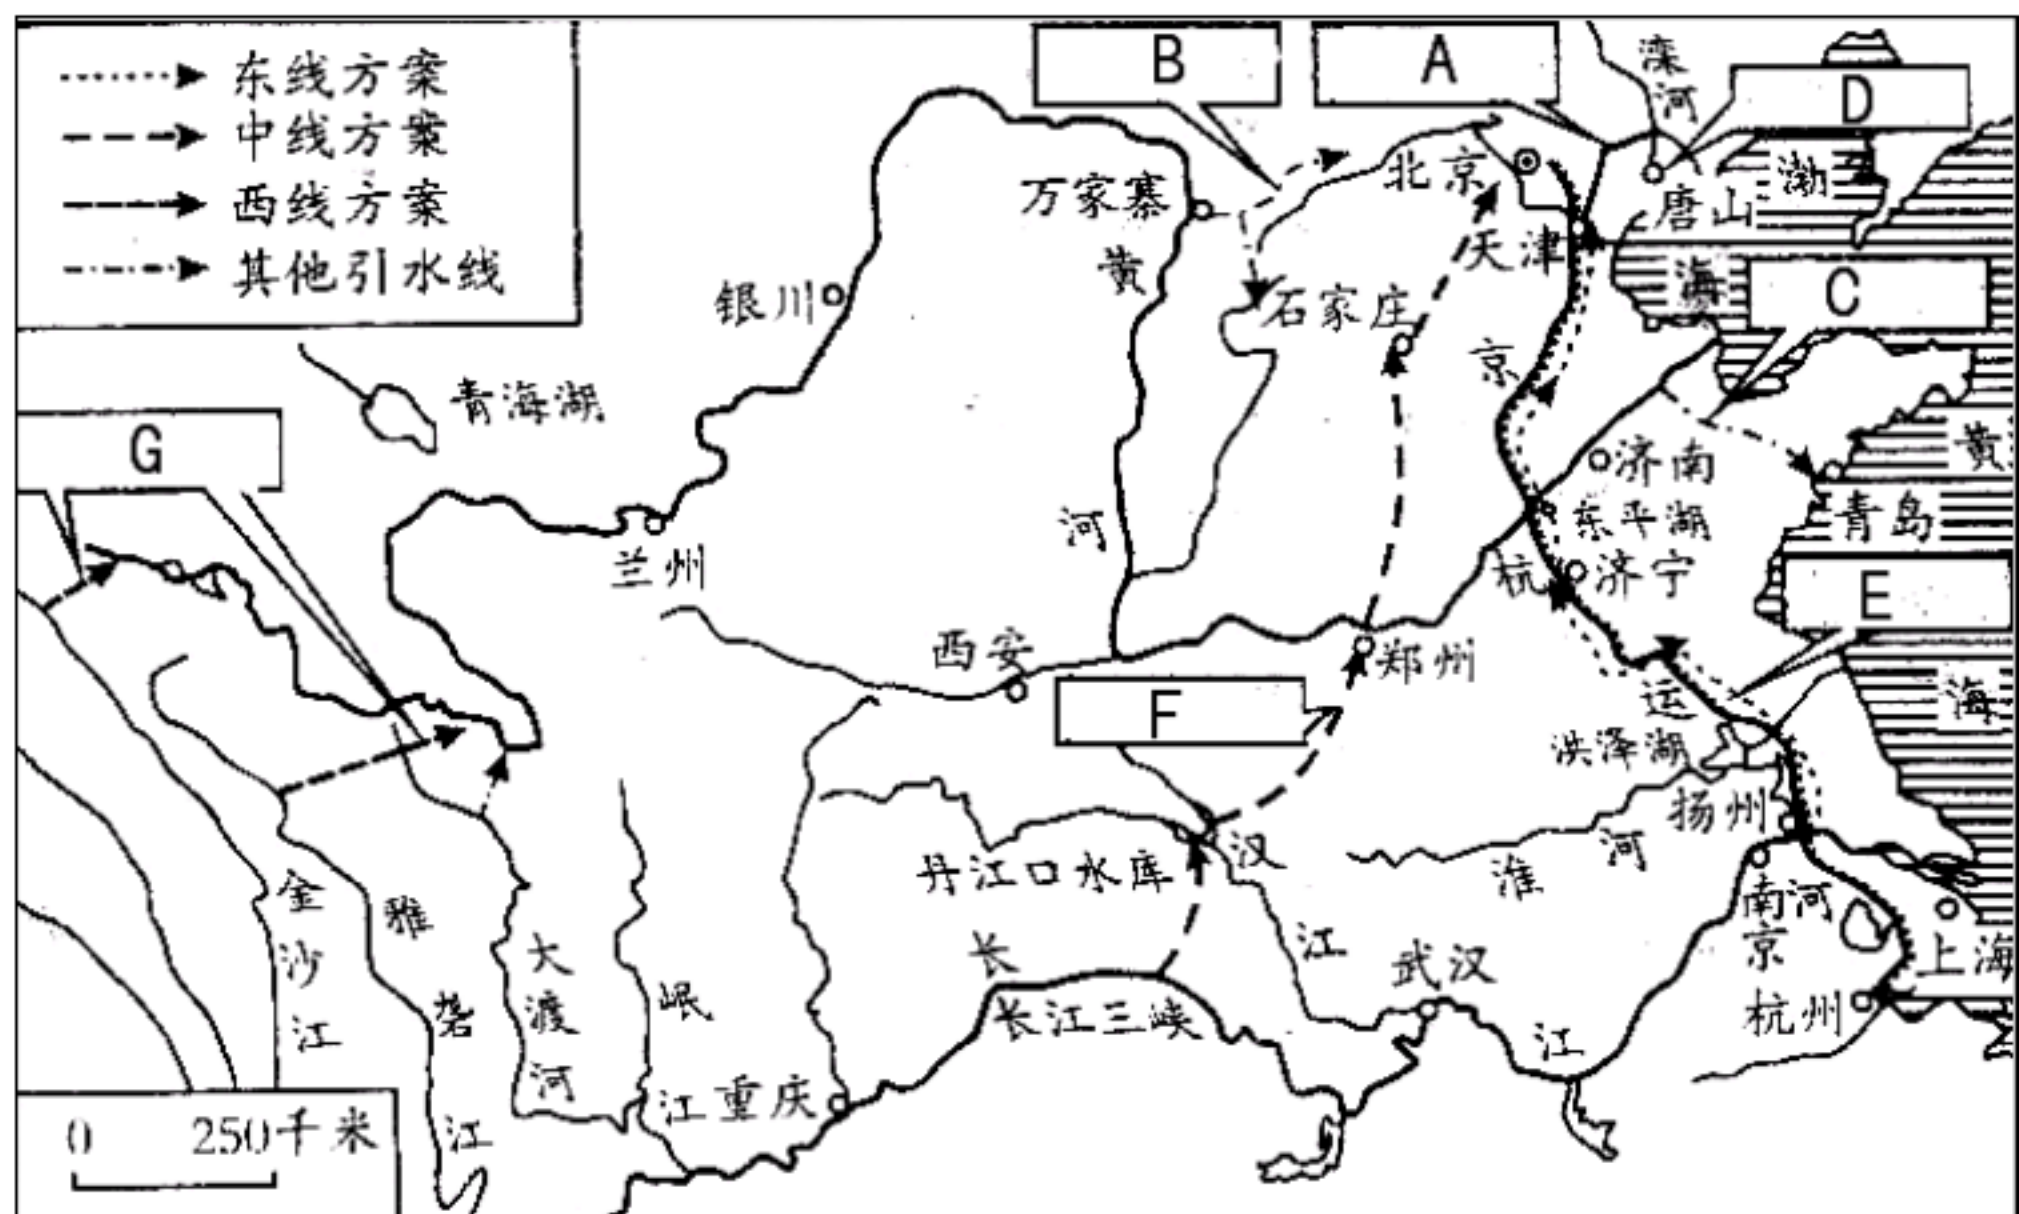 东线方案
中线方案
西线方案
其他引水线
B
A
滦河
D
北京
渤海
万家寨
唐山
天津
黄河
银川
石家庄
C
京杭运河
青海湖
G
济南
黄海
东平湖
青岛
兰州
济宁
E
西安
郑州
F
洪泽湖
扬州
丹江口水库
汉江
淮河
金沙江
雅砻江
大渡河
岷江
长江
南京
武汉
上海
长江三峡
杭州
重庆
0 250千米